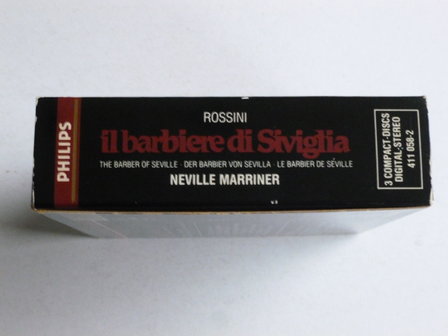 PHILIPS
ROSSINI
il barbiere di Siviglia
THE BARBER OF SEVILLE · DER BARBIER VON SEVILLA · LE BARBIER DE SÉVILLE
NEVILLE MARRINER
3 COMPACT-DISCS
DIGITAL-STEREO
411 058-2